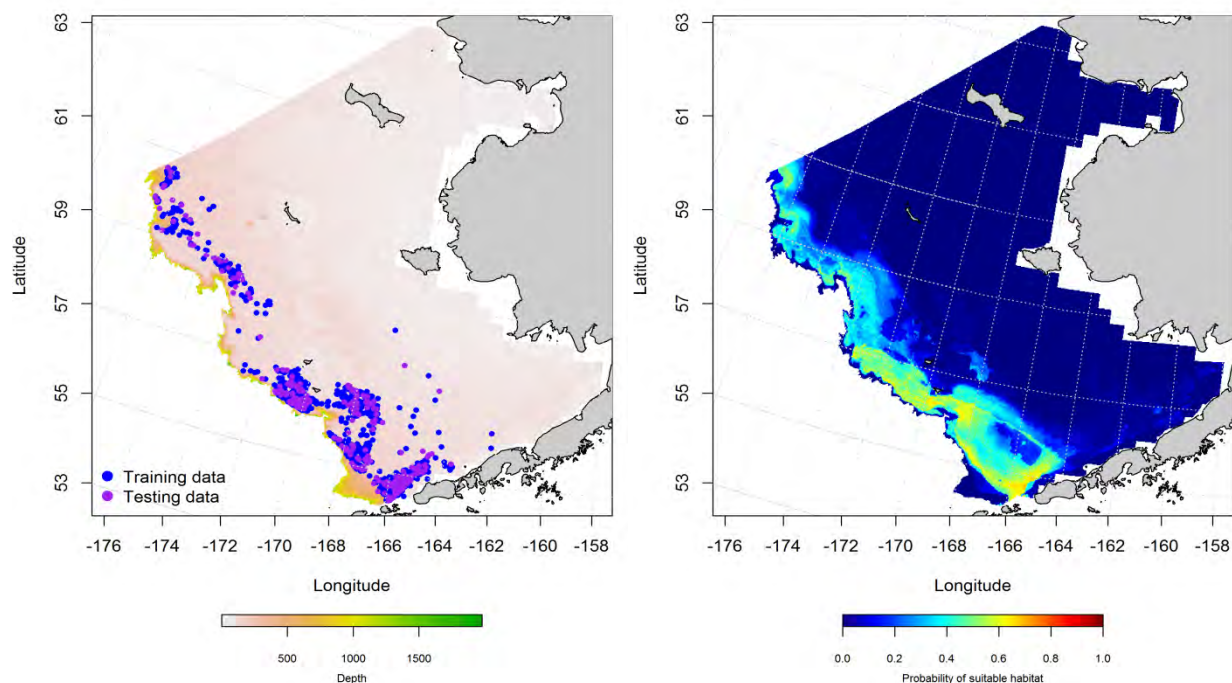 63
61
59
57
55
53
Latitude
Training data
Testing data
-176 -174 -172 -170 -168 -166 -164 -162 -160 -158
Longitude
500 1000 1500
Depth
63
61
59
57
55
53
Latitude
-176 -174 -172 -170 -168 -166 -164 -162 -160 -158
Longitude
0.0 0.2 0.4 0.6 0.8 1.0
Probability of suitable habitat